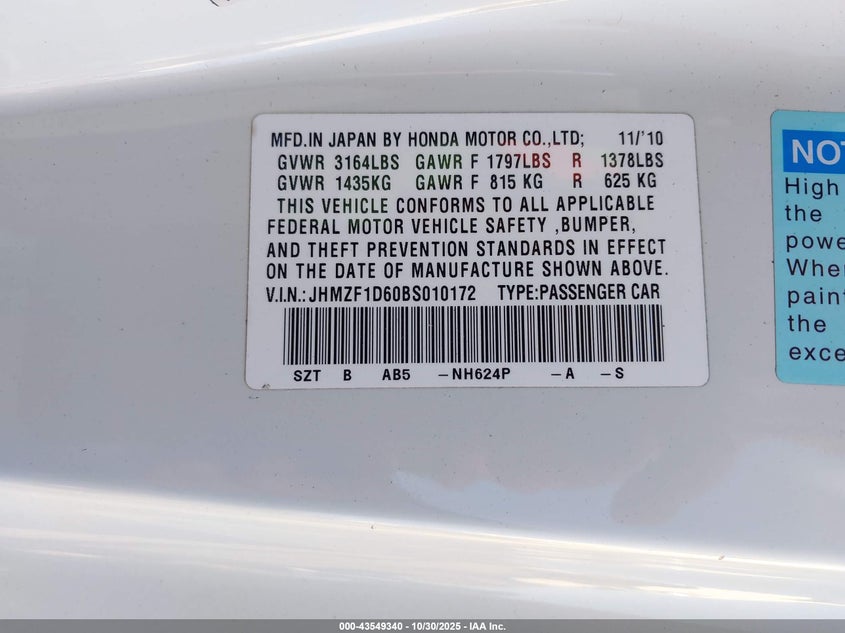 MFD.IN JAPAN BY HONDA MOTOR CO.,LTD; 11/'10
GVWR 3164LBS GAWR F 1797LBS R 1378LBS
GVWR 1435KG GAWR F 815 KG R 625 KG
THIS VEHICLE CONFORMS TO ALL APPLICABLE
FEDERAL MOTOR VEHICLE SAFETY ,BUMPER,
AND THEFT PREVENTION STANDARDS IN EFFECT
ON THE DATE OF MANUFACTURE SHOWN ABOVE.
V.I.N.: JHMZF1D60BS010172 TYPE:PASSENGER CAR
SZT B AB5 -NH624P -A -S
NOT
High
the
powe
Whe
paint
the
exce
000-43549340 - 10/30/2025 - IAA Inc.